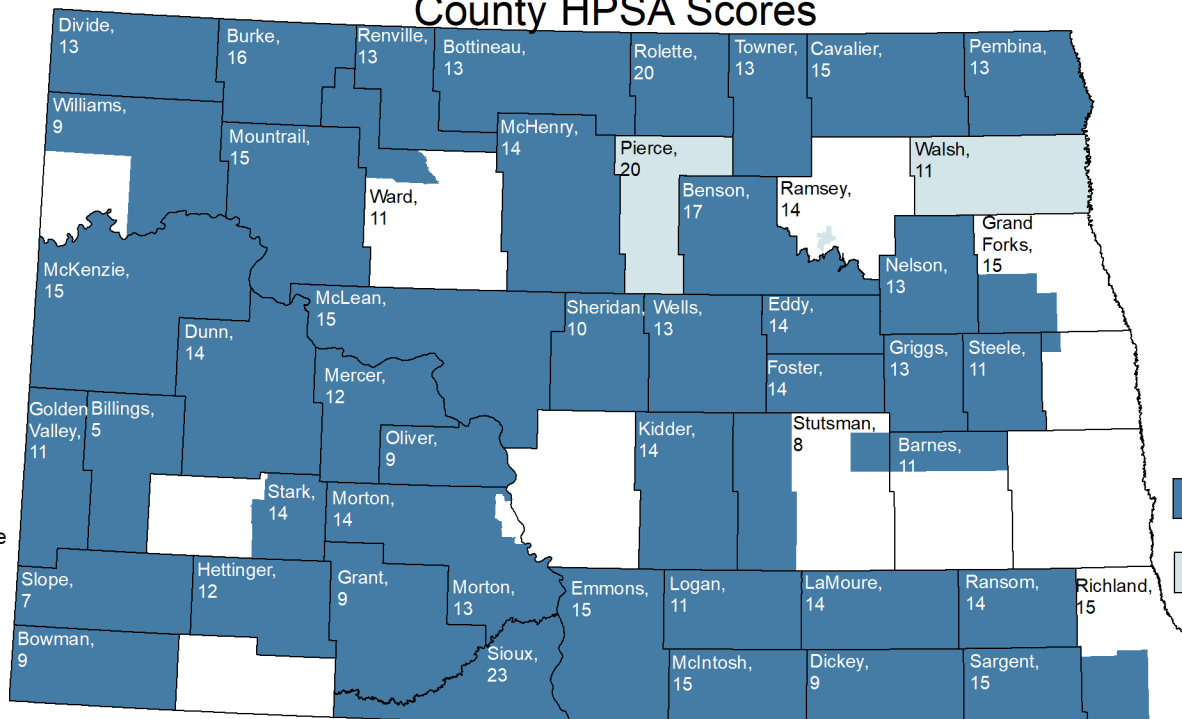 County HPSA Scores
Divide,
13
Burke,
16
Renville,
13
Bottineau,
13
Rolette,
20
Towner,
13
Cavalier,
15
Pembina,
13
Williams,
9
Mountrail,
15
Ward,
11
McHenry,
14
Pierce,
20
Benson,
17
Ramsey,
14
Walsh,
11
Grand
Forks,
15
Nelson,
13
McKenzie,
15
Dunn,
14
McLean,
15
Sheridan,
10
Wells,
13
Eddy,
14
Foster,
14
Griggs,
13
Steele,
11
Mercer,
12
Oliver,
9
Golden
Valley,
11
Billings,
5
Stark,
14
Morton,
14
Kidder,
14
Stutsman,
8
Barnes,
11
e
Slope,
7
Hettinger,
12
Grant,
9
Morton,
13
Emmons,
15
Logan,
11
LaMoure,
14
Ransom,
14
Richland,
15
Bowman,
9
Sioux,
23
McIntosh,
15
Dickey,
9
Sargent,
15